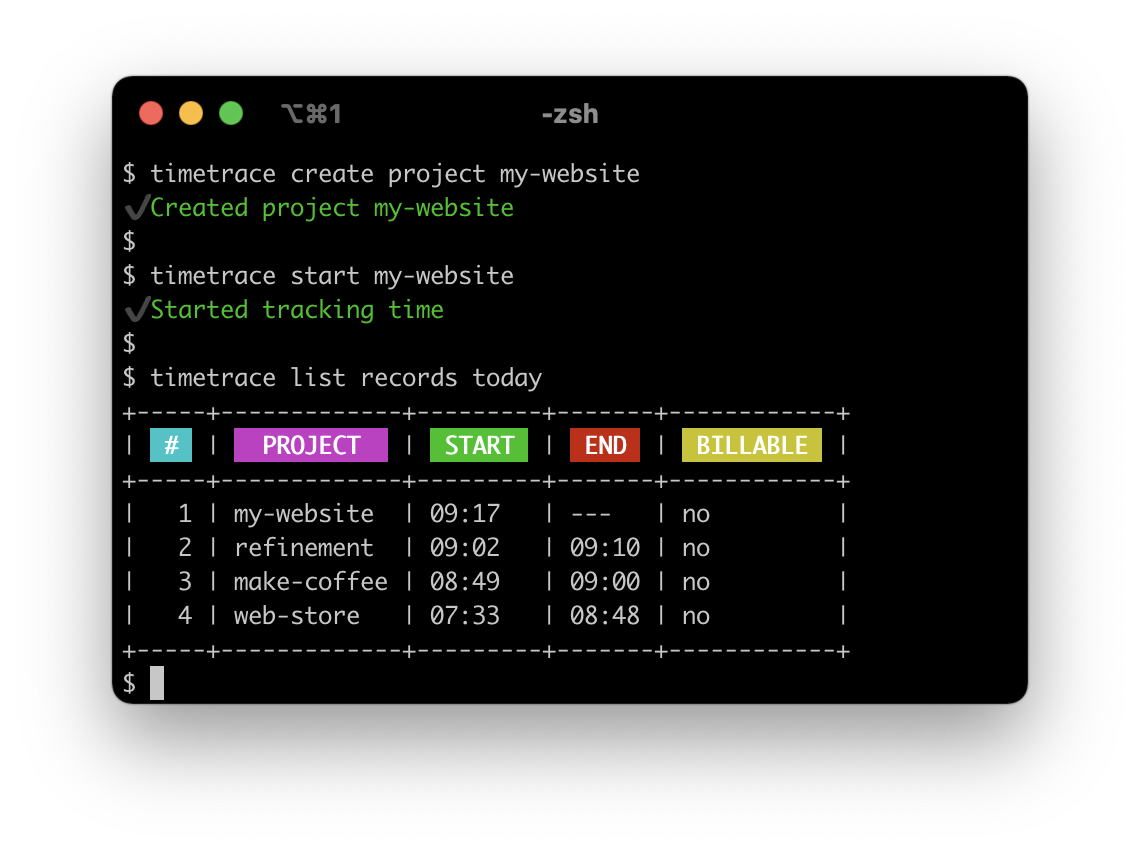 ⌥⌘1 -zsh
$ timetrace create project my-website
✔Created project my-website
$
$ timetrace start my-website
✔Started tracking time
$
$ timetrace list records today
+-----+-------------+---------+-------+------------+
|  #  |   PROJECT   |  START  |  END  |  BILLABLE  |
+-----+-------------+---------+-------+------------+
|   1 | my-website  | 09:17   | ---   | no         |
|   2 | refinement  | 09:02   | 09:10 | no         |
|   3 | make-coffee | 08:49   | 09:00 | no         |
|   4 | web-store   | 07:33   | 08:48 | no         |
+-----+-------------+---------+-------+------------+
$